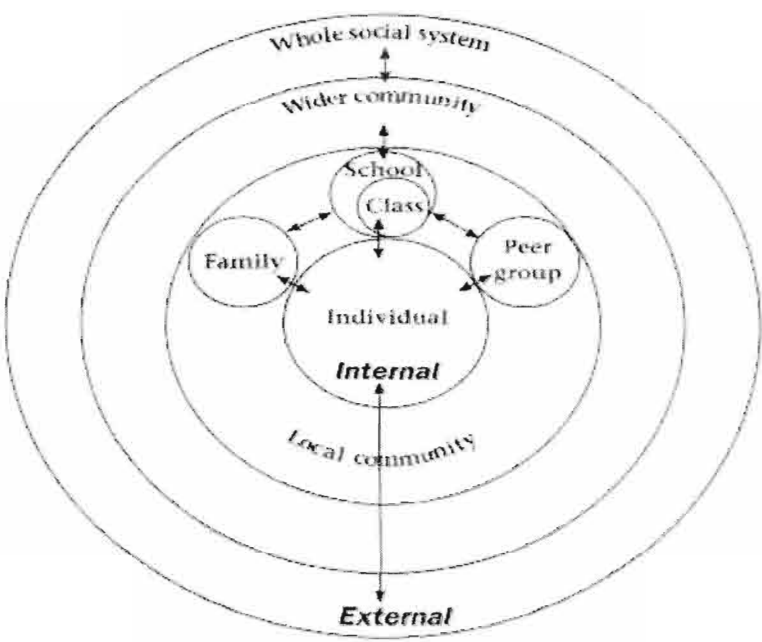 Whole social system
Wider community
School
Class
Family
Peer
group
Individual
Internal
Local community
External